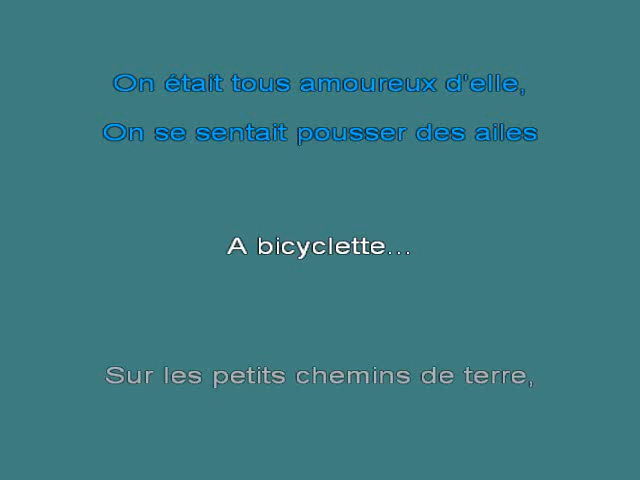 On était tous amoureux d'elle,
On se sentait pousser des ailes
A bicyclette...
Sur les petits chemins de terre,